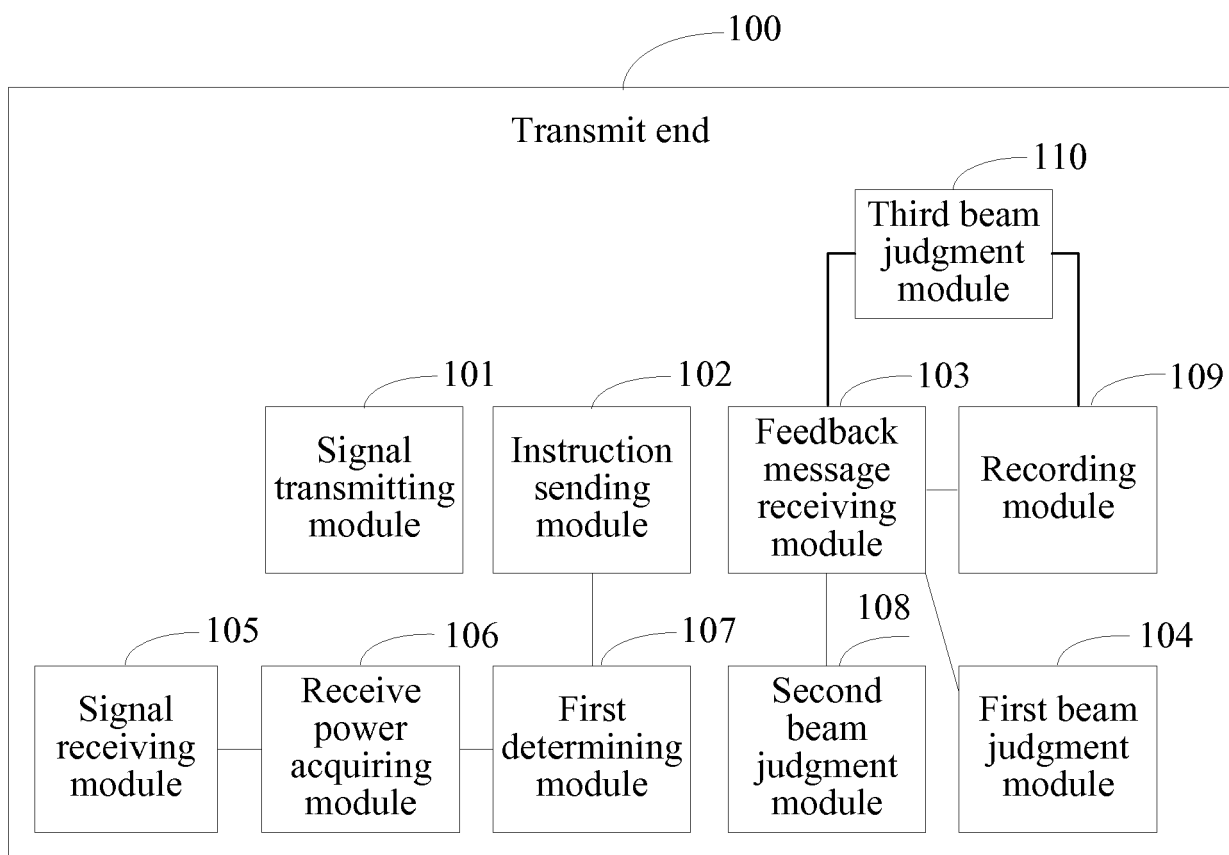 100
Transmit end
110
Third beam
judgment
module
101
102
103
109
Signal
transmitting
module
Instruction
sending
module
Feedback
message
receiving
module
Recording
module
105
106
107
108
104
Signal
receiving
module
Receive
power
acquiring
module
First
determining
module
Second
beam
judgment
module
First beam
judgment
module